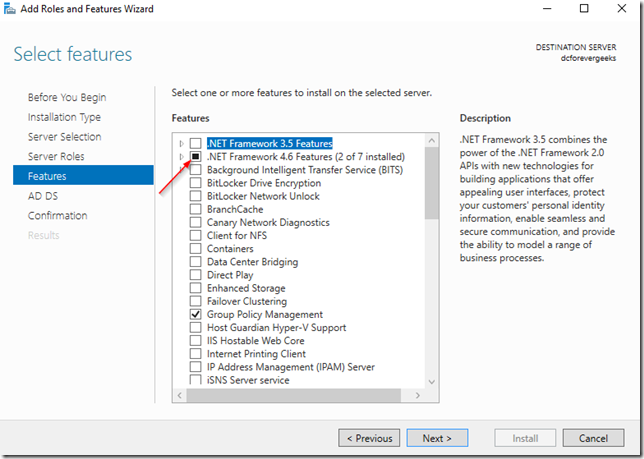 Add Roles and Features Wizard
Select features
DESTINATION SERVER
dcforevergeeks
Before You Begin
Installation Type
Server Selection
Server Roles
Features
AD DS
Confirmation
Results
Select one or more features to install on the selected server.
Features
.NET Framework 3.5 Features
.NET Framework 4.6 Features (2 of 7 installed)
Background Intelligent Transfer Service (BITS)
BitLocker Drive Encryption
BitLocker Network Unlock
BranchCache
Canary Network Diagnostics
Client for NFS
Containers
Data Center Bridging
Direct Play
Enhanced Storage
Failover Clustering
Group Policy Management
Host Guardian Hyper-V Support
IIS Hostable Web Core
Internet Printing Client
IP Address Management (IPAM) Server
iSNS Server service
Description
.NET Framework 3.5 combines the
power of the .NET Framework 2.0
APIs with new technologies for
building applications that offer
appealing user interfaces, protect
your customers' personal identity
information, enable seamless and
secure communication, and provide
the ability to model a range of
business processes.
< Previous
Next >
Install
Cancel